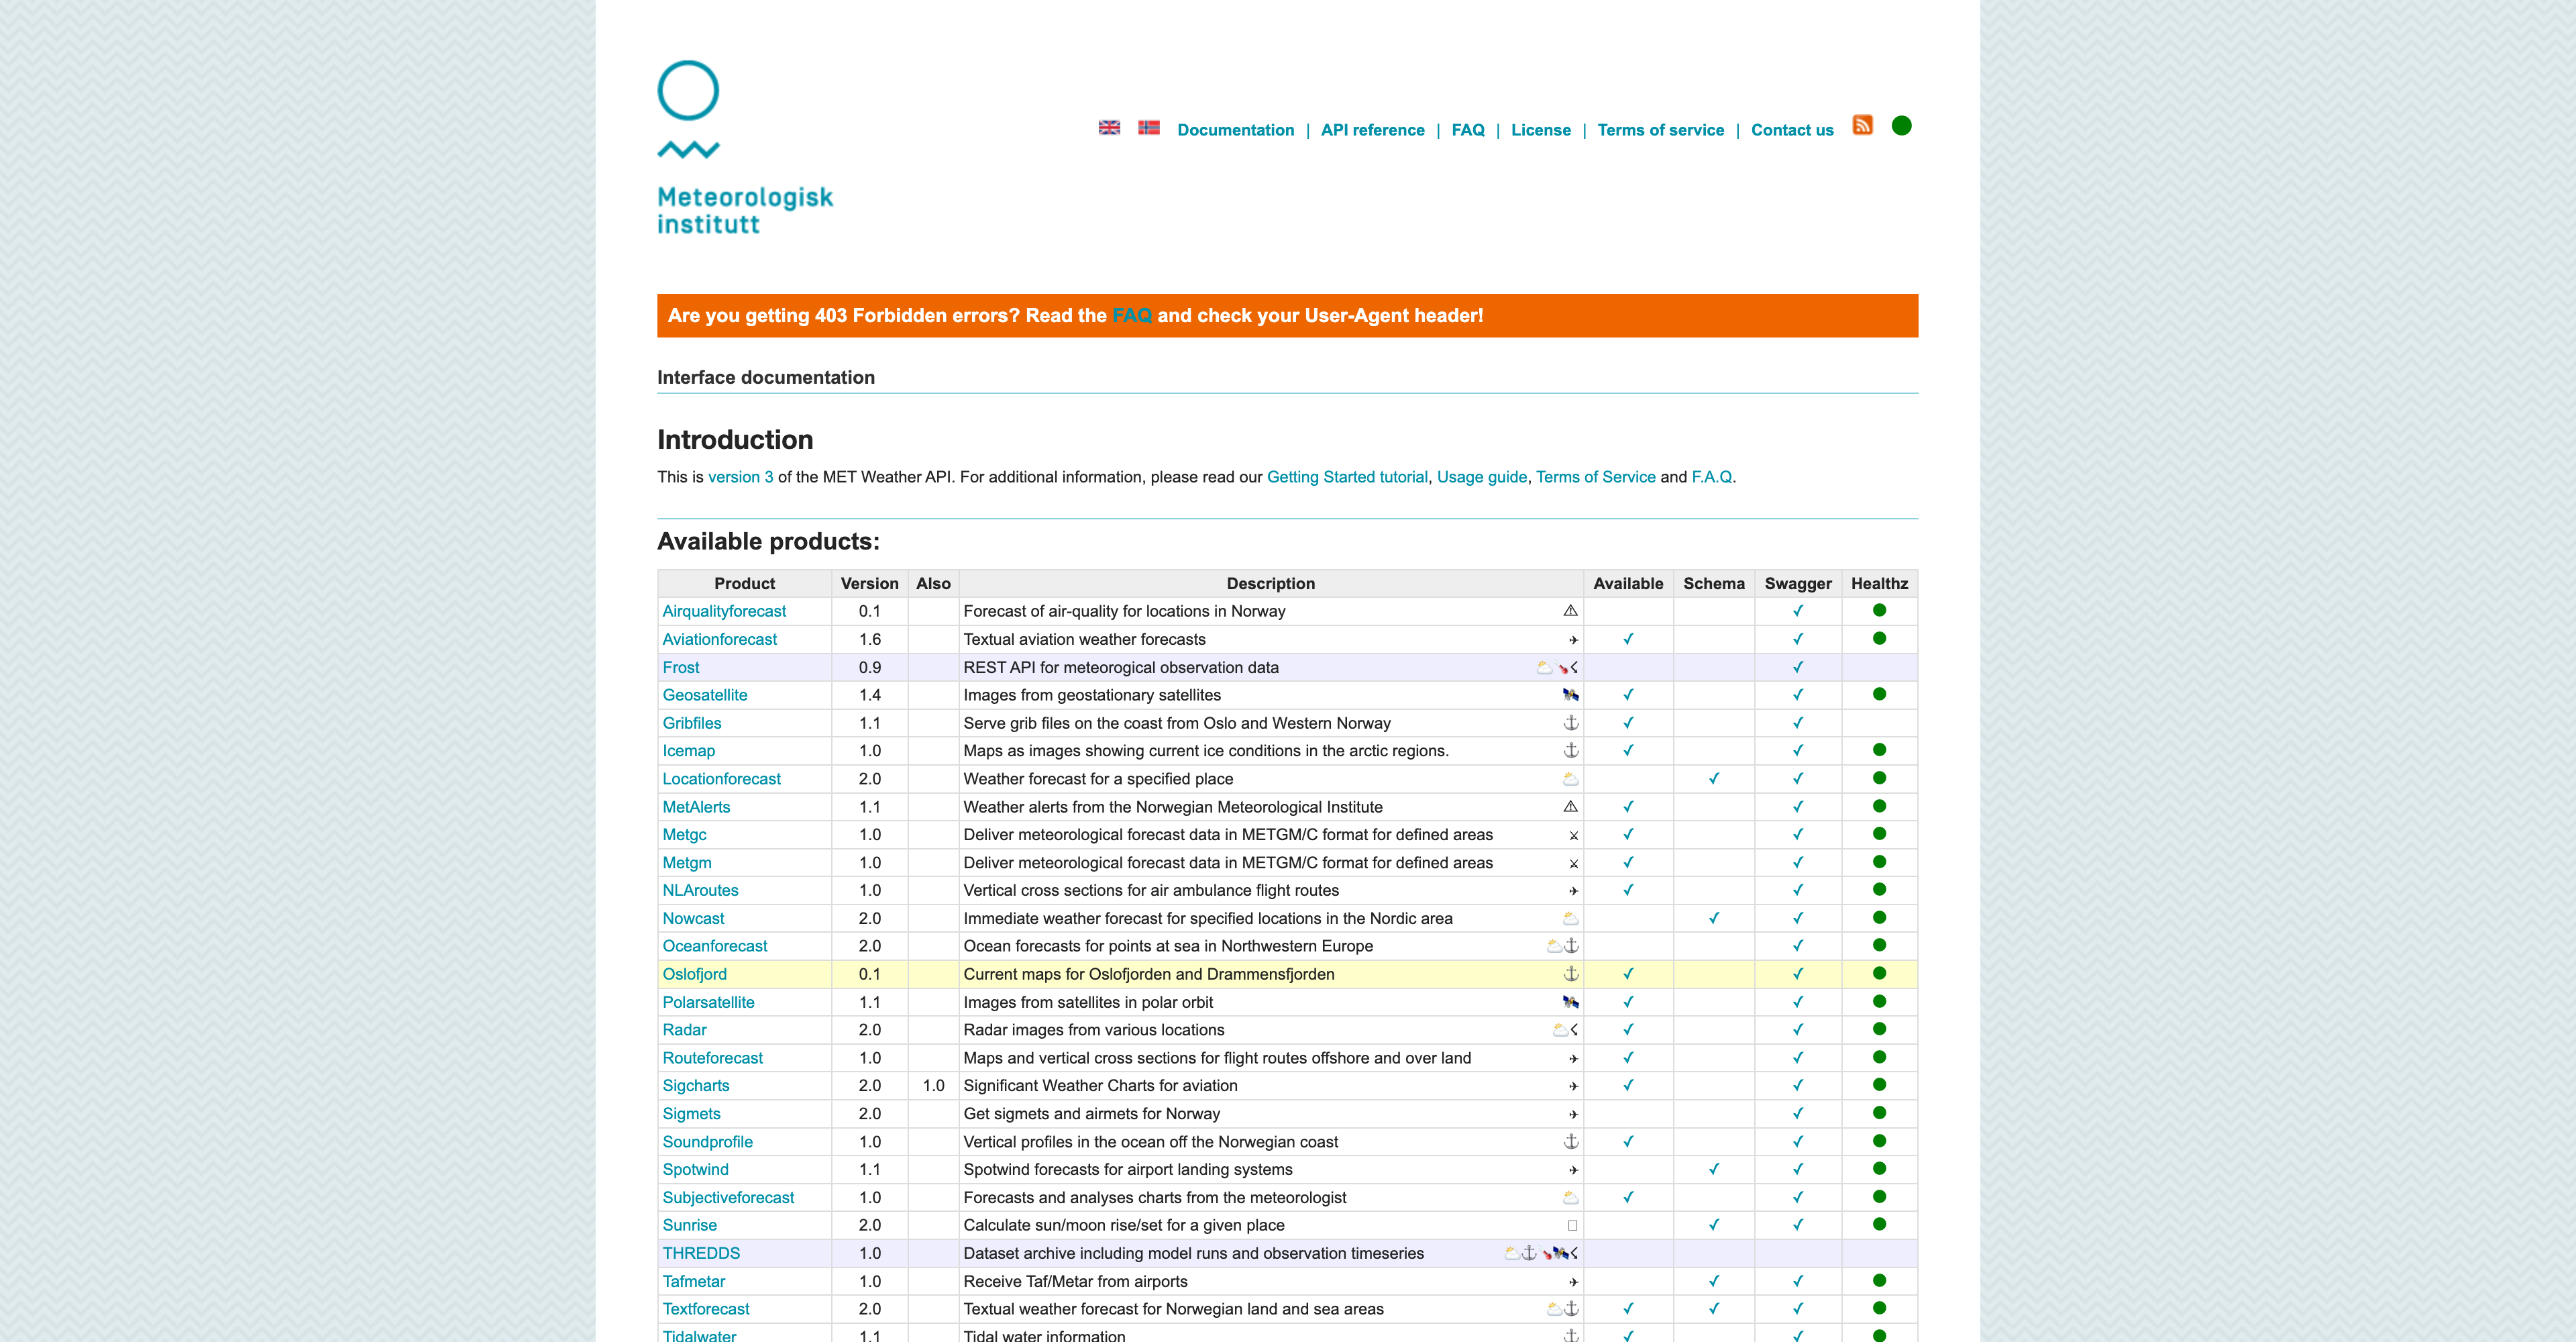 Meteorologisk
institutt
Documentation | API reference | FAQ | License | Terms of service | Contact us
Are you getting 403 Forbidden errors? Read the FAQ and check your User-Agent header!
Interface documentation
Introduction
This is version 3 of the MET Weather API. For additional information, please read our Getting Started tutorial, Usage guide, Terms of Service and F.A.Q.
Available products:
Product Version Also Description Available Schema Swagger Healthz
Airqualityforecast 0.1 Forecast of air-quality for locations in Norway ⚠ ✓
Aviationforecast 1.6 Textual aviation weather forecasts ✈ ✓ ✓
Frost 0.9 REST API for meteorogical observation data ✓
Geosatellite 1.4 Images from geostationary satellites ✓ ✓
Gribfiles 1.1 Serve grib files on the coast from Oslo and Western Norway ⚓ ✓ ✓
Icemap 1.0 Maps as images showing current ice conditions in the arctic regions. ⚓ ✓ ✓
Locationforecast 2.0 Weather forecast for a specified place ✓ ✓
MetAlerts 1.1 Weather alerts from the Norwegian Meteorological Institute ⚠ ✓ ✓
Metgc 1.0 Deliver meteorological forecast data in METGM/C format for defined areas ⚔ ✓ ✓
Metgm 1.0 Deliver meteorological forecast data in METGM/C format for defined areas ⚔ ✓ ✓
NLAroutes 1.0 Vertical cross sections for air ambulance flight routes ✈ ✓ ✓
Nowcast 2.0 Immediate weather forecast for specified locations in the Nordic area ✓ ✓
Oceanforecast 2.0 Ocean forecasts for points at sea in Northwestern Europe ⚓ ✓
Oslofjord 0.1 Current maps for Oslofjorden and Drammensfjorden ⚓ ✓ ✓
Polarsatellite 1.1 Images from satellites in polar orbit ✓ ✓
Radar 2.0 Radar images from various locations ✓ ✓
Routeforecast 1.0 Maps and vertical cross sections for flight routes offshore and over land ✈ ✓ ✓
Sigcharts 2.0 1.0 Significant Weather Charts for aviation ✈ ✓ ✓
Sigmets 2.0 Get sigmets and airmets for Norway ✈ ✓
Soundprofile 1.0 Vertical profiles in the ocean off the Norwegian coast ⚓ ✓ ✓
Spotwind 1.1 Spotwind forecasts for airport landing systems ✈ ✓ ✓
Subjectiveforecast 1.0 Forecasts and analyses charts from the meteorologist ✓ ✓
Sunrise 2.0 Calculate sun/moon rise/set for a given place ✓ ✓
THREDDS 1.0 Dataset archive including model runs and observation timeseries
Tafmetar 1.0 Receive Taf/Metar from airports ✈ ✓ ✓
Textforecast 2.0 Textual weather forecast for Norwegian land and sea areas ⚓ ✓ ✓ ✓
Tidalwater 1.1 Tidal water information ⚓ ✓ ✓